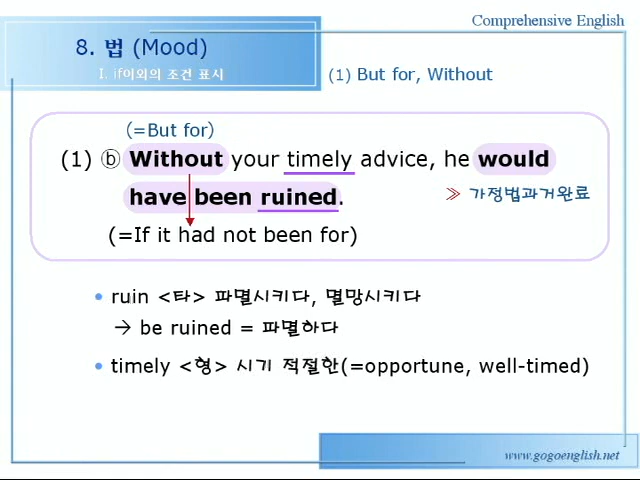 Comprehensive English
8. 법 (Mood)
I. if이외의 조건 표시
(1) But for, Without
(=But for)
(1) ⓑ Without your timely advice, he would
have been ruined.
≫ 가정법과거완료
(=If it had not been for)
• ruin <타> 파멸시키다, 멸망시키다
→ be ruined = 파멸하다
• timely <형> 시기 적절한(=opportune, well-timed)
www.gogoenglish.net